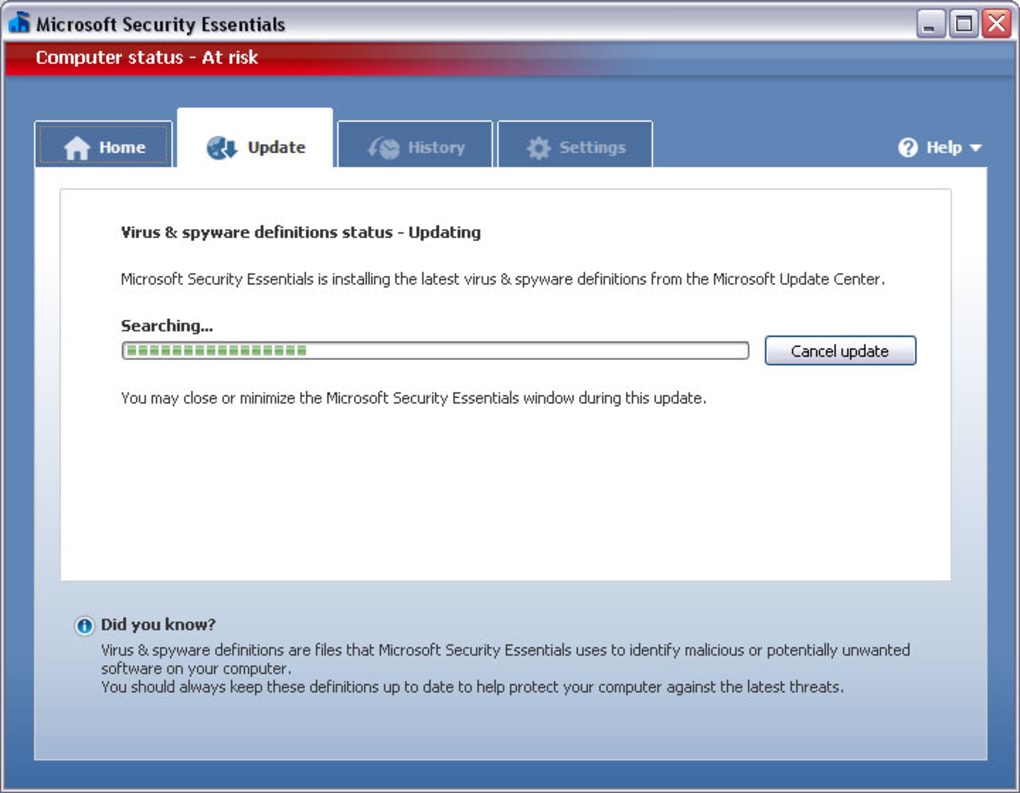 Microsoft Security Essentials
Computer status - At risk
Home
Update
History
Settings
Help
Virus & spyware definitions status - Updating
Microsoft Security Essentials is installing the latest virus & spyware definitions from the Microsoft Update Center.
Searching...
Cancel update
You may close or minimize the Microsoft Security Essentials window during this update.
Did you know?
Virus & spyware definitions are files that Microsoft Security Essentials uses to identify malicious or potentially unwanted
software on your computer.
You should always keep these definitions up to date to help protect your computer against the latest threats.